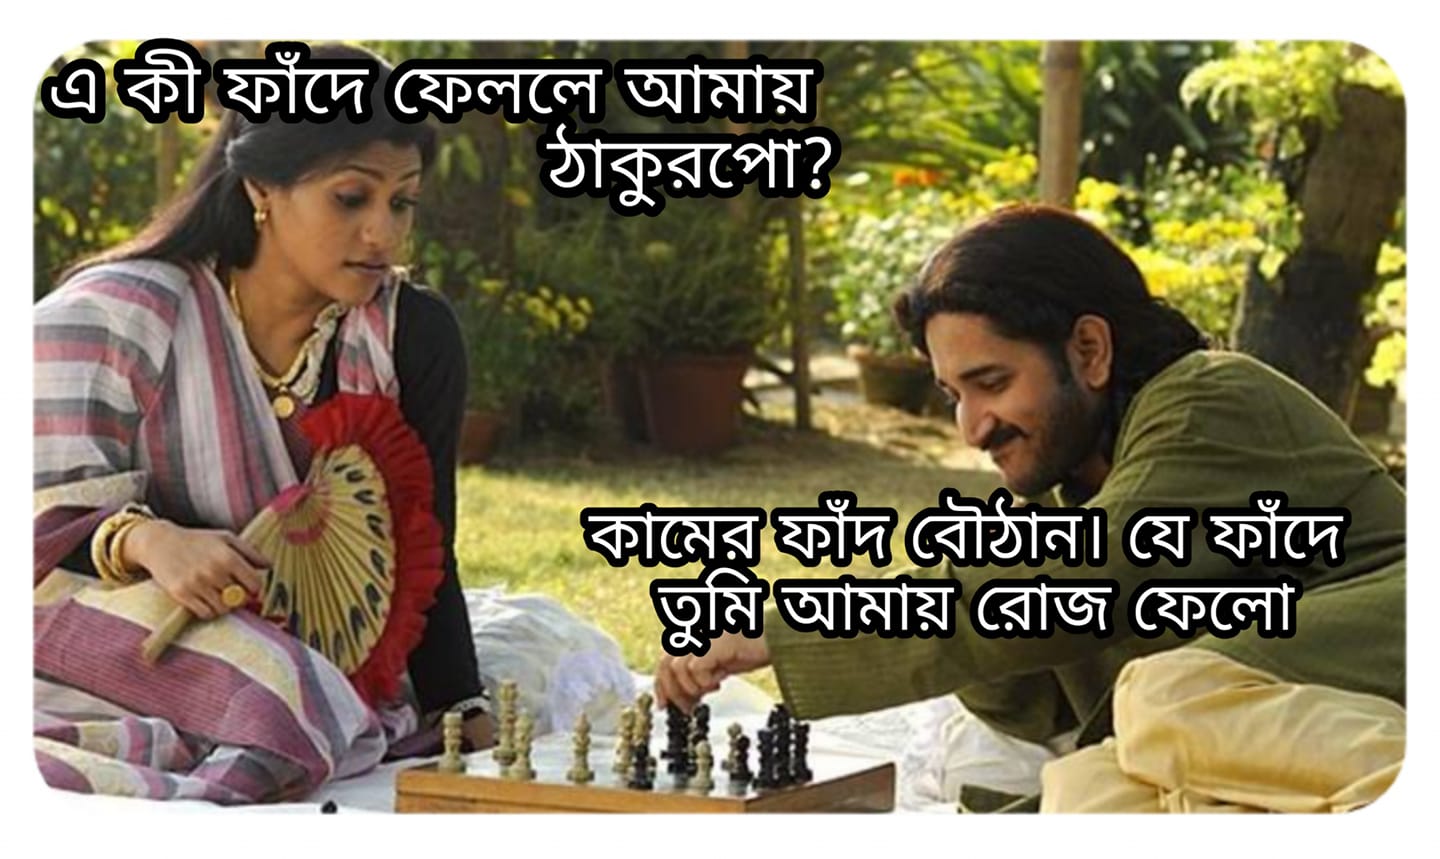 এ কী ফাঁদে ফেললে আমায়
ঠাকুরপো?
কামের ফাঁদ বৌঠান। যে ফাঁদে
তুমি আমায় রোজ ফেলো